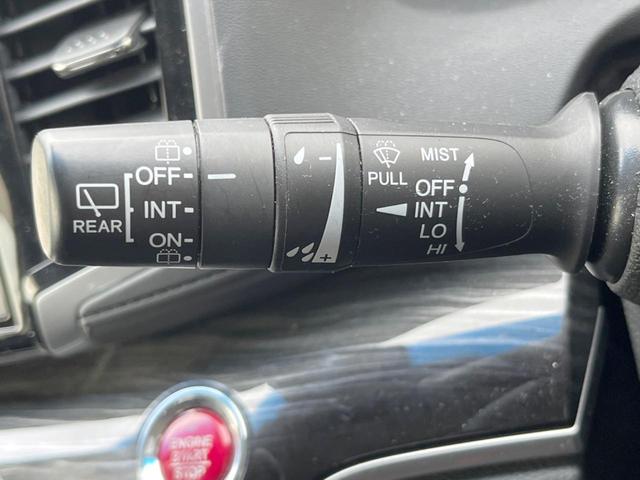 OFF
INT
ON
REAR
PULL
MIST
OFF
INT
LO
HI
ENGINE
START
STOP